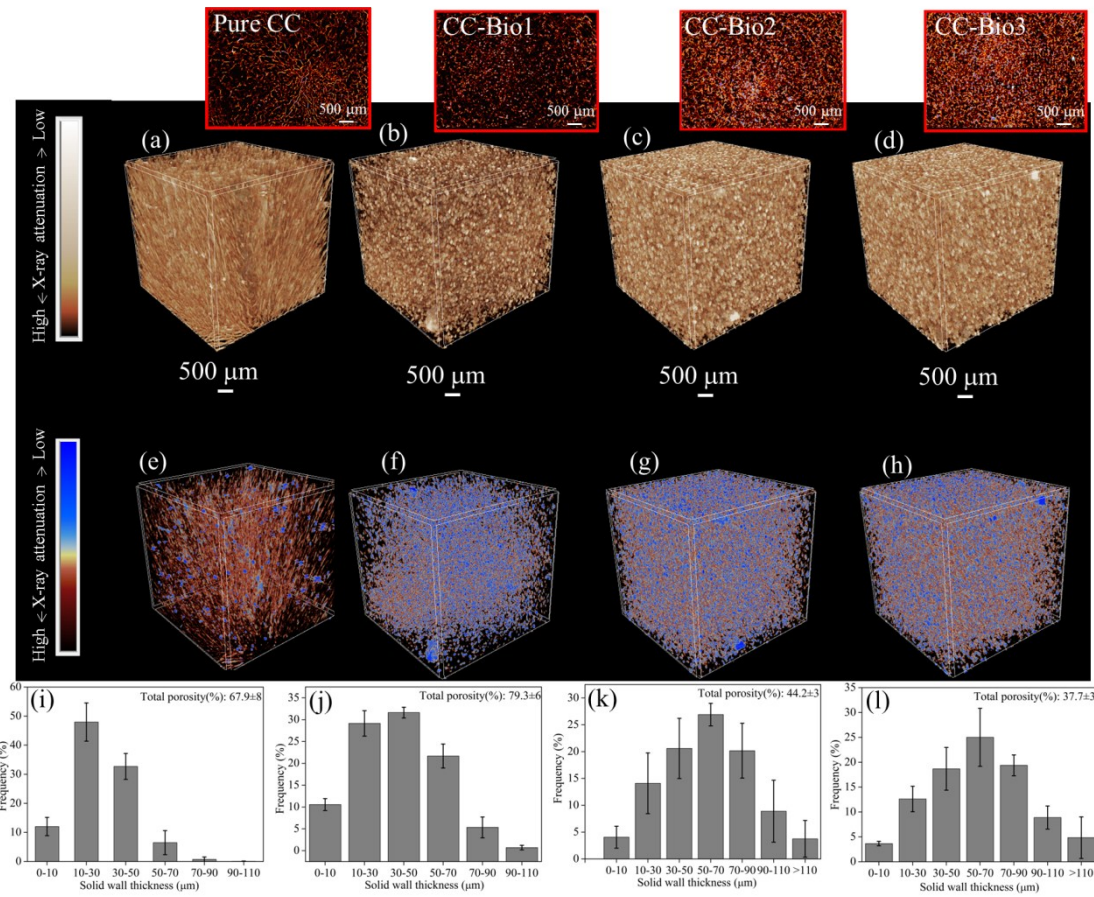 Pure CC
CC-Bio1
CC-Bio2
CC-Bio3
500 μm
500 μm
500 μm
500 μm
High < X-ray attenuation > Low
(a)
(b)
(c)
(d)
500 μm
500 μm
500 μm
500 μm
High < X-ray attenuation > Low
(e)
(f)
(g)
(h)
(i)
Total porosity(%): 67.9±8
60
50
40
30
20
10
0
Frequency (%)
0-10 10-30 30-50 50-70 70-90 90-110
Solid wall thickness (μm)
(j)
Total porosity(%): 79.3±6
35
30
25
20
15
10
5
0
Frequency (%)
0-10 10-30 30-50 50-70 70-90 90-110
Solid wall thickness (μm)
(k)
Total porosity(%): 44.2±3
30
25
20
15
10
5
0
Frequency (%)
0-10 10-30 30-50 50-70 70-90 90-110 >110
Solid wall thickness (μm)
(l)
Total porosity(%): 37.7±3
35
30
25
20
15
10
5
0
Frequency (%)
0-10 10-30 30-50 50-70 70-90 90-110 >110
Solid wall thickness (μm)